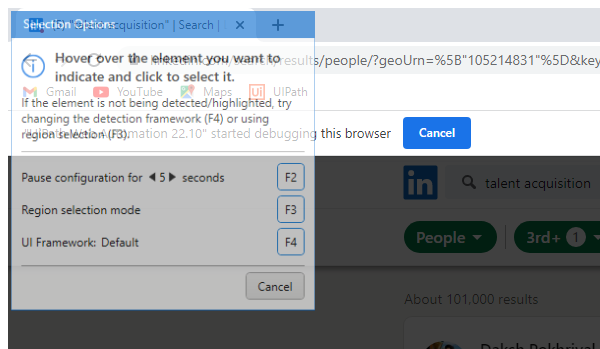 Selection Options
"talent acquisition" | Search |
Hover over the element you want to
indicate and click to select it.
linkedin.com/search/results/people/?geoUrn=%5B"105214831"%5D&key
Gmail YouTube Maps UIPath
If the element is not being detected/highlighted, try
changing the detection framework (F4) or using
region selection (F3).
"UiPath Web Automation 22.10" started debugging this browser
Cancel
Pause configuration for 5 seconds F2
Region selection mode F3
UI Framework: Default F4
Cancel
in
talent acquisition
People
3rd+ 1
About 101,000 results
Daksh Pokhriyal